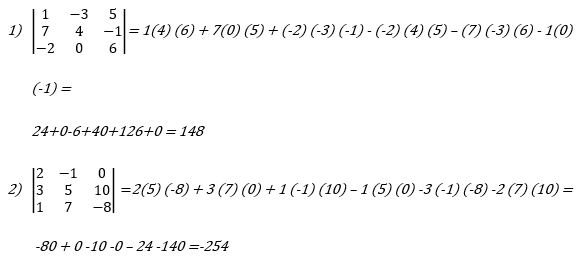 1) | 1 −3 5 |
| 7 4 −1 | = 1(4) (6) + 7(0) (5) + (-2) (-3) (-1) - (-2) (4) (5) – (7) (-3) (6) - 1(0)
| −2 0 6 |
(-1) =
24+0-6+40+126+0 = 148
2) | 2 −1 0 |
| 3 5 10 | =2(5) (-8) + 3 (7) (0) + 1 (-1) (10) – 1 (5) (0) -3 (-1) (-8) -2 (7) (10) =
| 1 7 −8 |
-80 + 0 -10 -0 – 24 -140 =-254